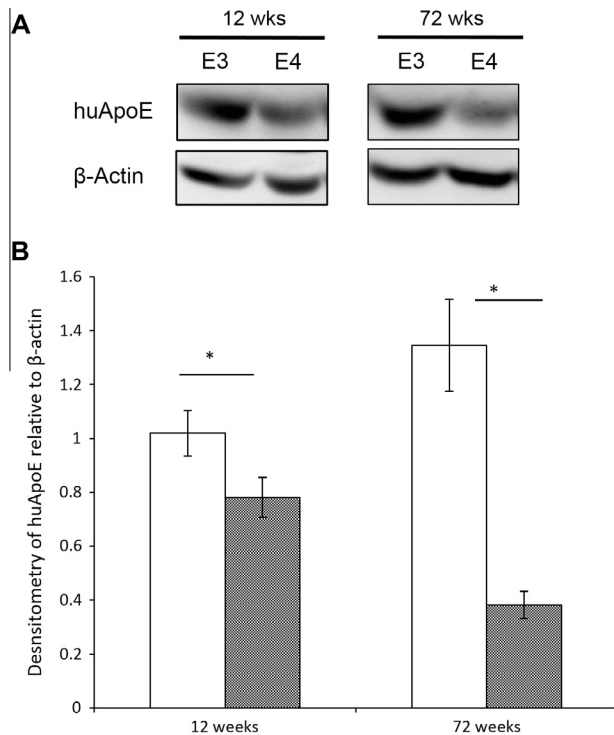 A
12 wks 72 wks
E3 E4 E3 E4
huApoE
β-Actin
B
Desnsitometry of huApoE relative to β-actin
1.6
1.4
1.2
1
0.8
0.6
0.4
0.2
0
* *
12 weeks 72 weeks